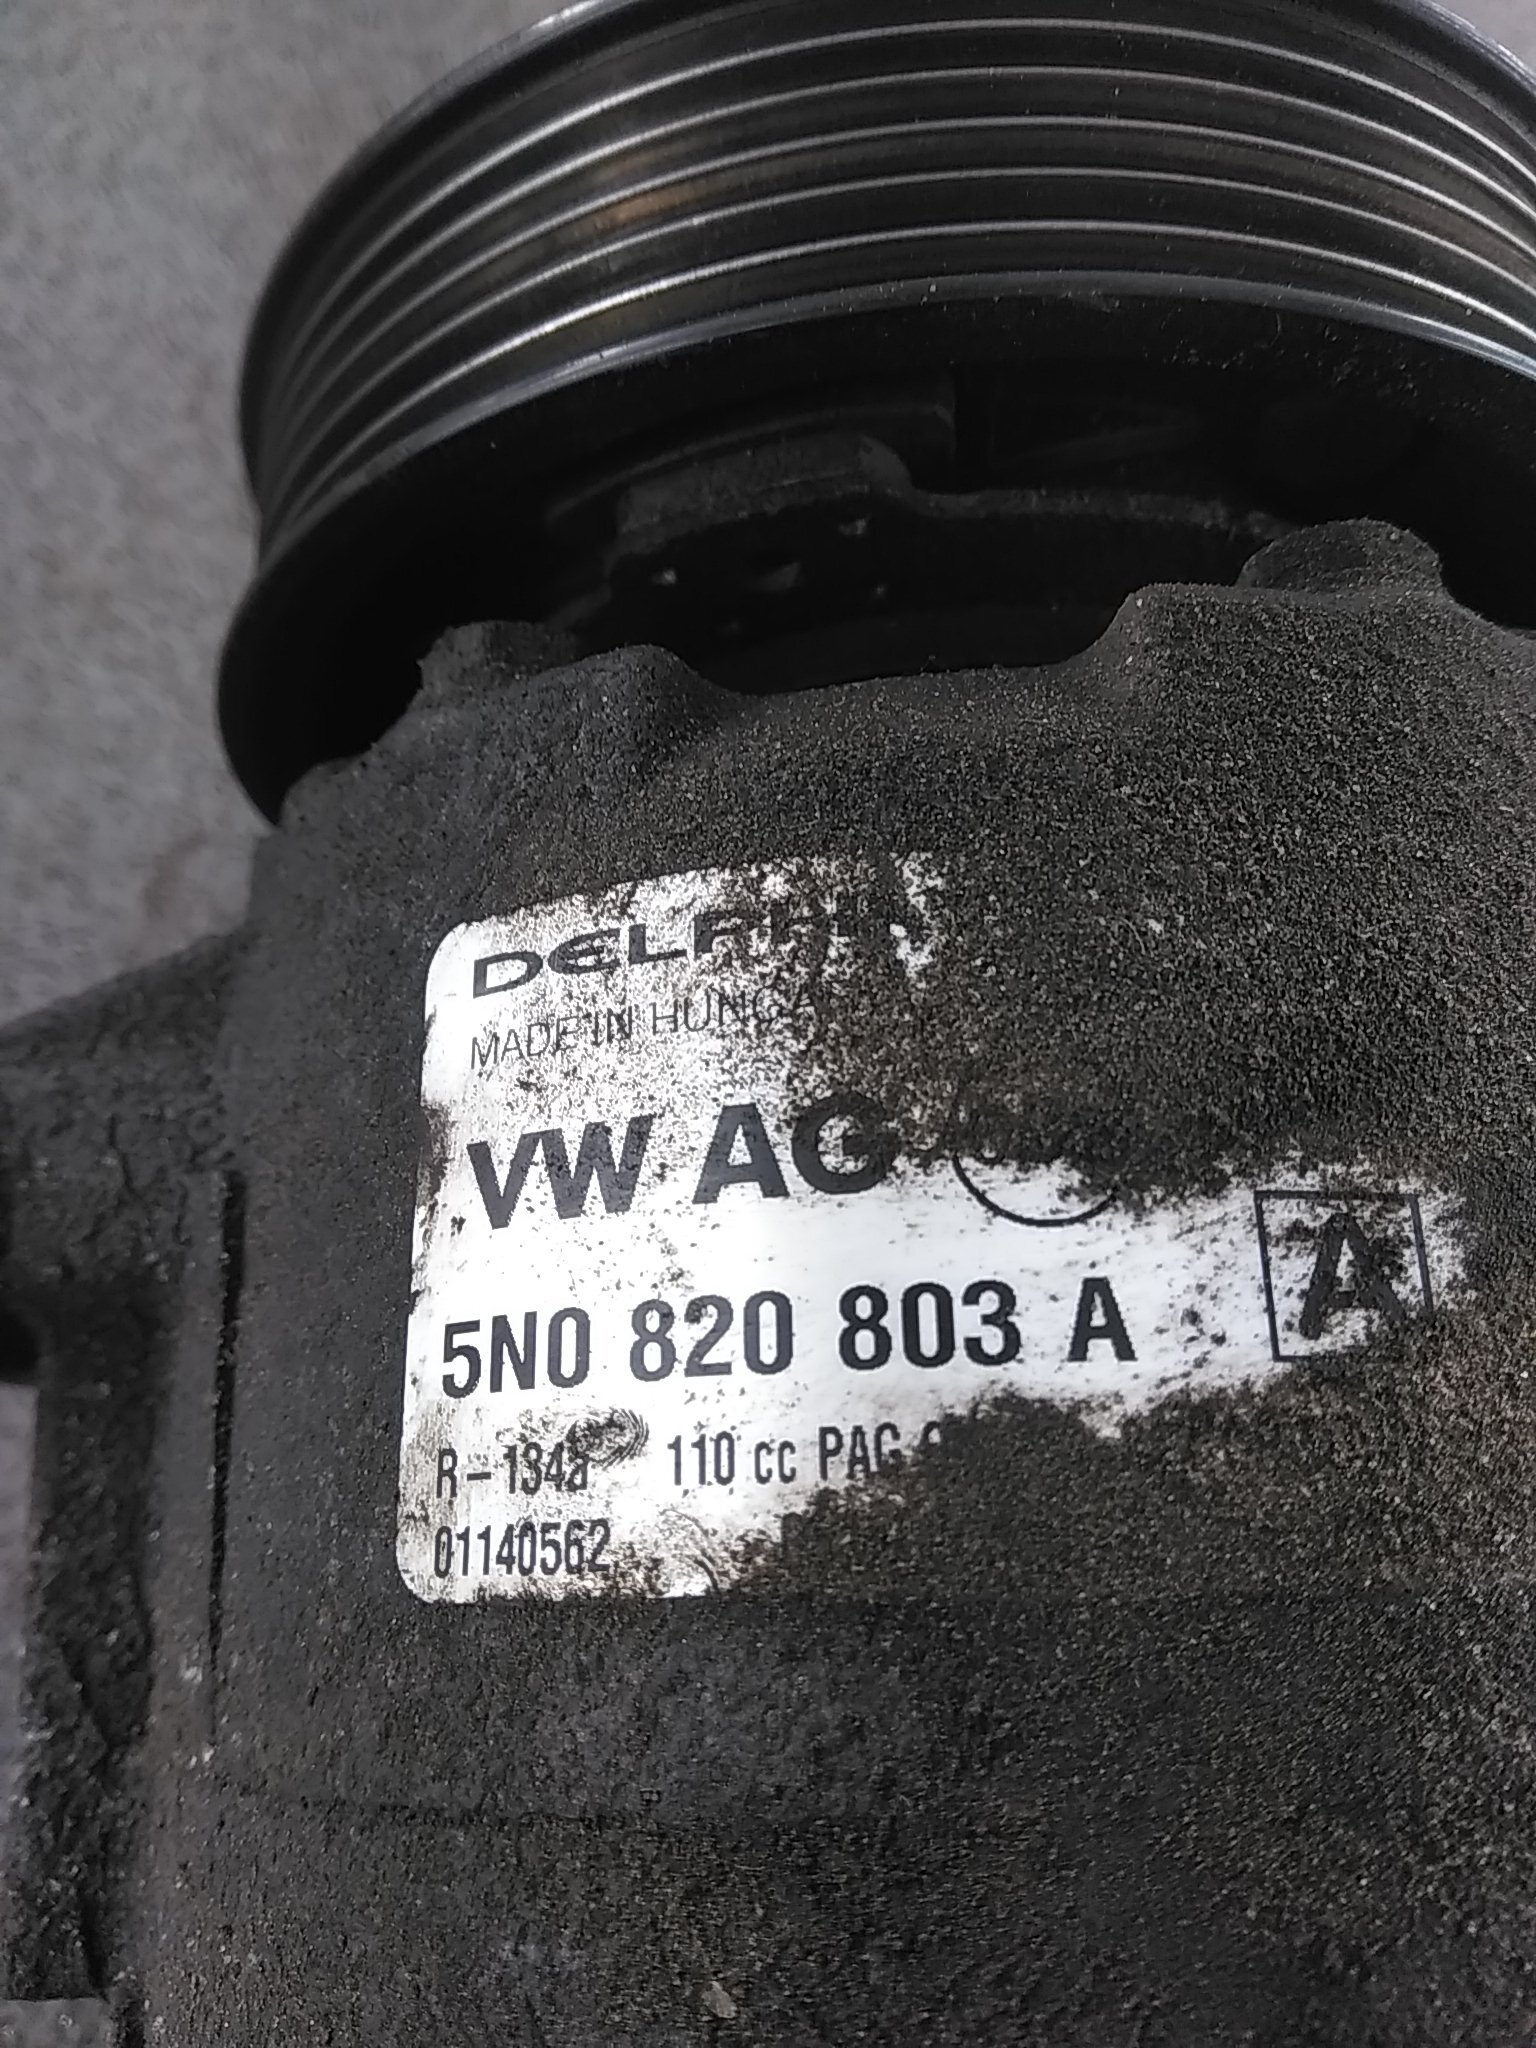 DELPHI
MADE IN HUNGA
VW AG
A
5N0 820 803 A
R-134a 110 cc PAG
01140562